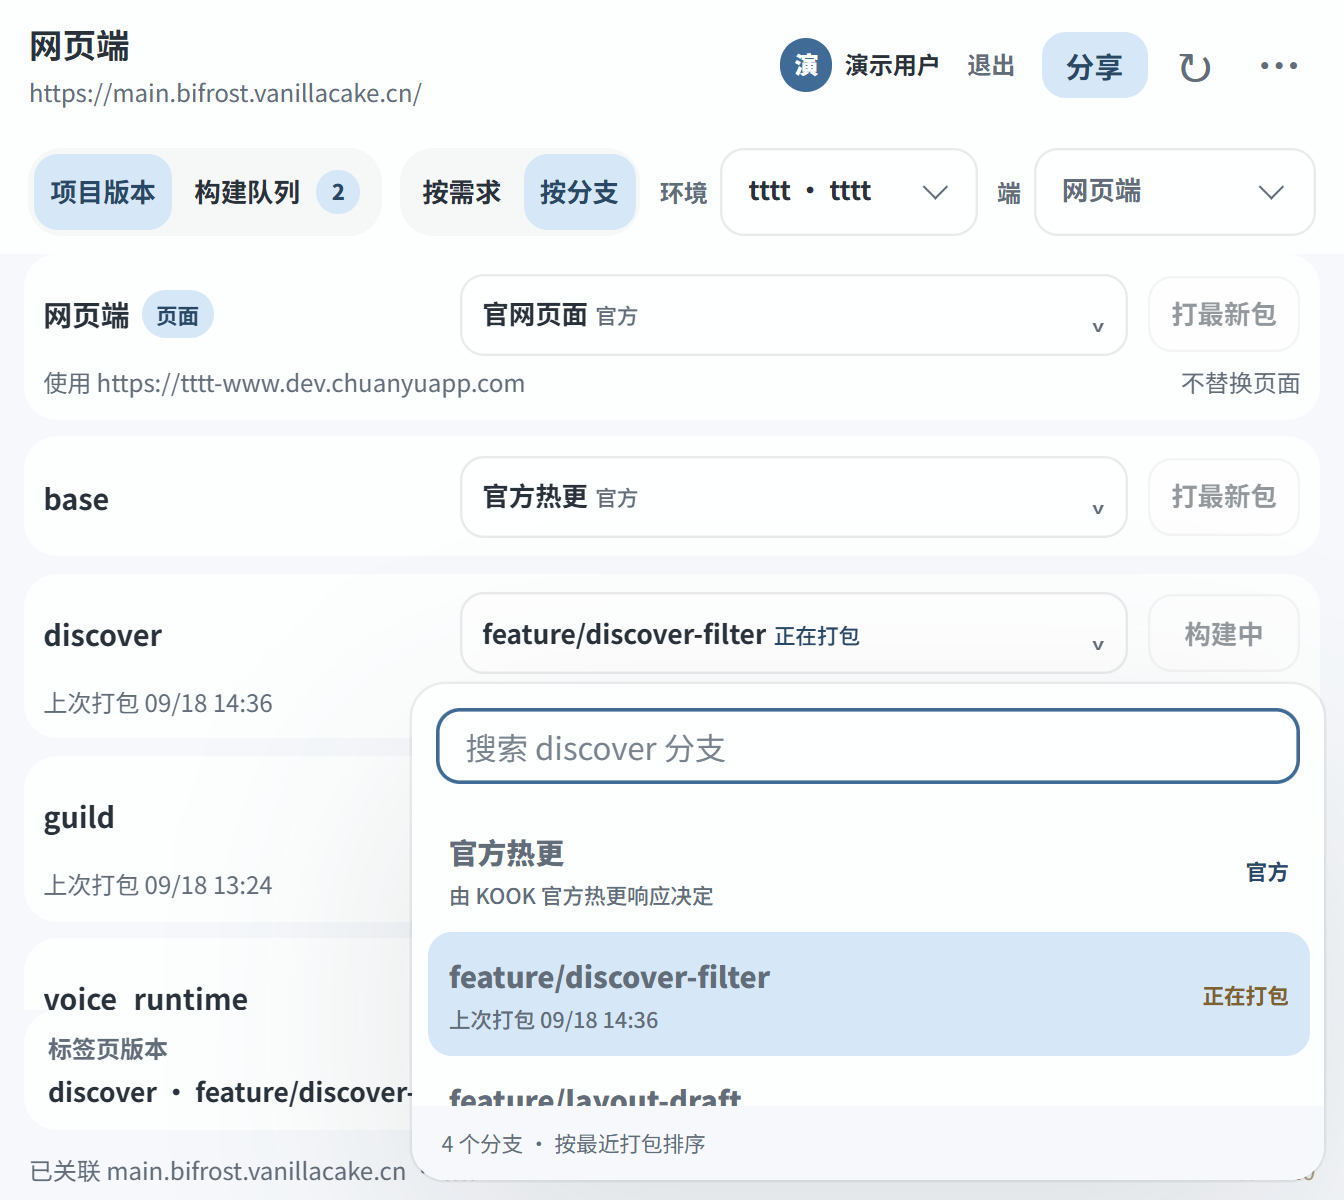 网页端
https://main.bifrost.vanillacake.cn/
演 演示用户 退出 分享
项目版本 构建队列 2 按需求 按分支 环境 tttt · tttt 端 网页端
网页端 页面 官网页面 官方 打最新包
使用 https://tttt-www.dev.chuanyuapp.com 不替换页面
base 官方热更 官方 打最新包
discover feature/discover-filter 正在打包 构建中
上次打包 09/18 14:36
搜索 discover 分支
guild
上次打包 09/18 13:24
官方热更 官方
由 KOOK 官方热更响应决定
feature/discover-filter 正在打包
上次打包 09/18 14:36
voice runtime
标签页版本
discover · feature/discover-
feature/layout-draft
4 个分支 · 按最近打包排序
已关联 main.bifrost.vanillacake.cn